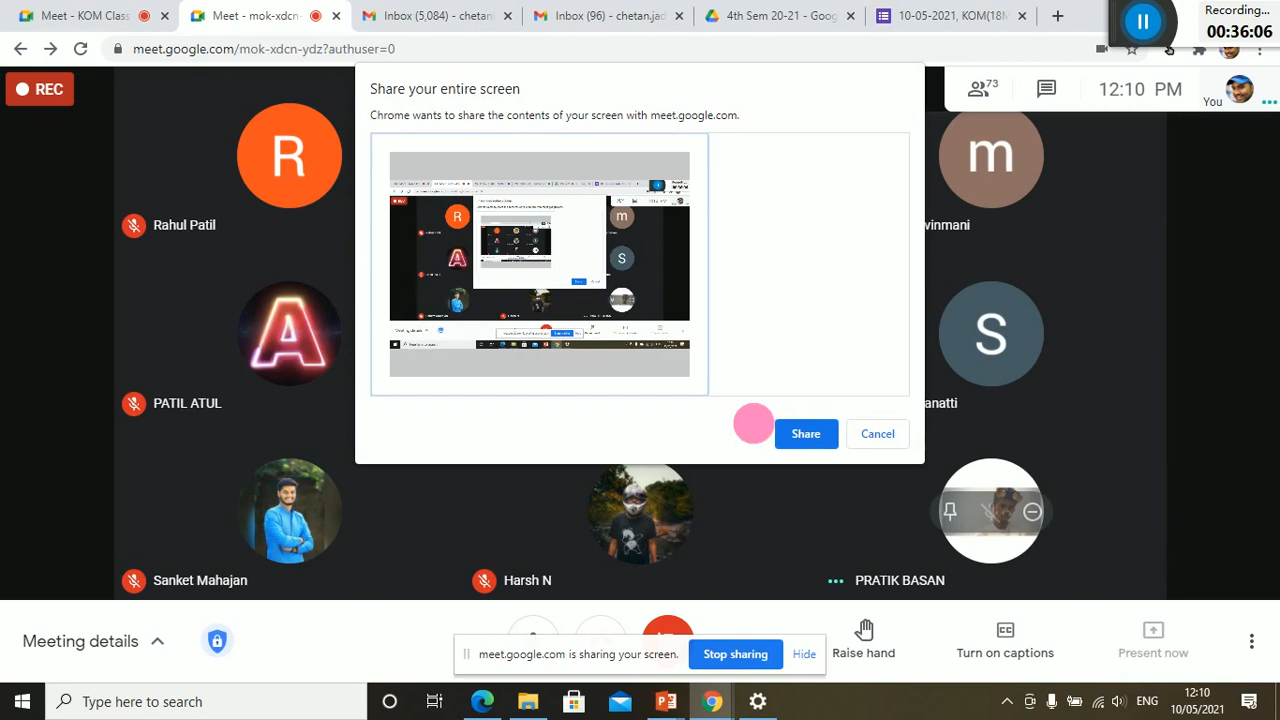 Meet - KOM Class
Meet - mok-xdcn-
Inbox (5,084) - chetan
Inbox (96) - chetan.jad
4th Sem 20-21 - Goog
10-05-2021, KOM(18M
Recording...
00:36:06
meet.google.com/mok-xdcn-ydz?authuser=0
REC
Share your entire screen
Chrome wants to share the contents of your screen with meet.google.com.
73
12:10 PM
You
R
m
Rahul Patil
vinmani
A
S
PATIL ATUL
anatti
Share
Cancel
Sanket Mahajan
Harsh N
PRATIK BASAN
Meeting details
meet.google.com is sharing your screen.
Stop sharing
Hide
Raise hand
CC
Turn on captions
Present now
Type here to search
ENG
12:10
10/05/2021